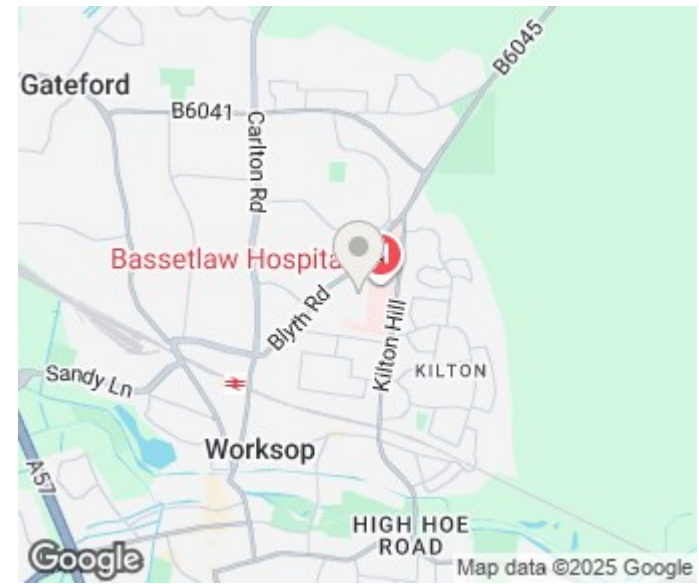 B6045
Gateford
B6041
Carlton Rd
Bassetlaw Hospita
Blyth Rd
Kilton Hill
KILTON
Sandy Ln
Worksop
A57
HIGH HOE
ROAD
Google
Map data ©2025 Google